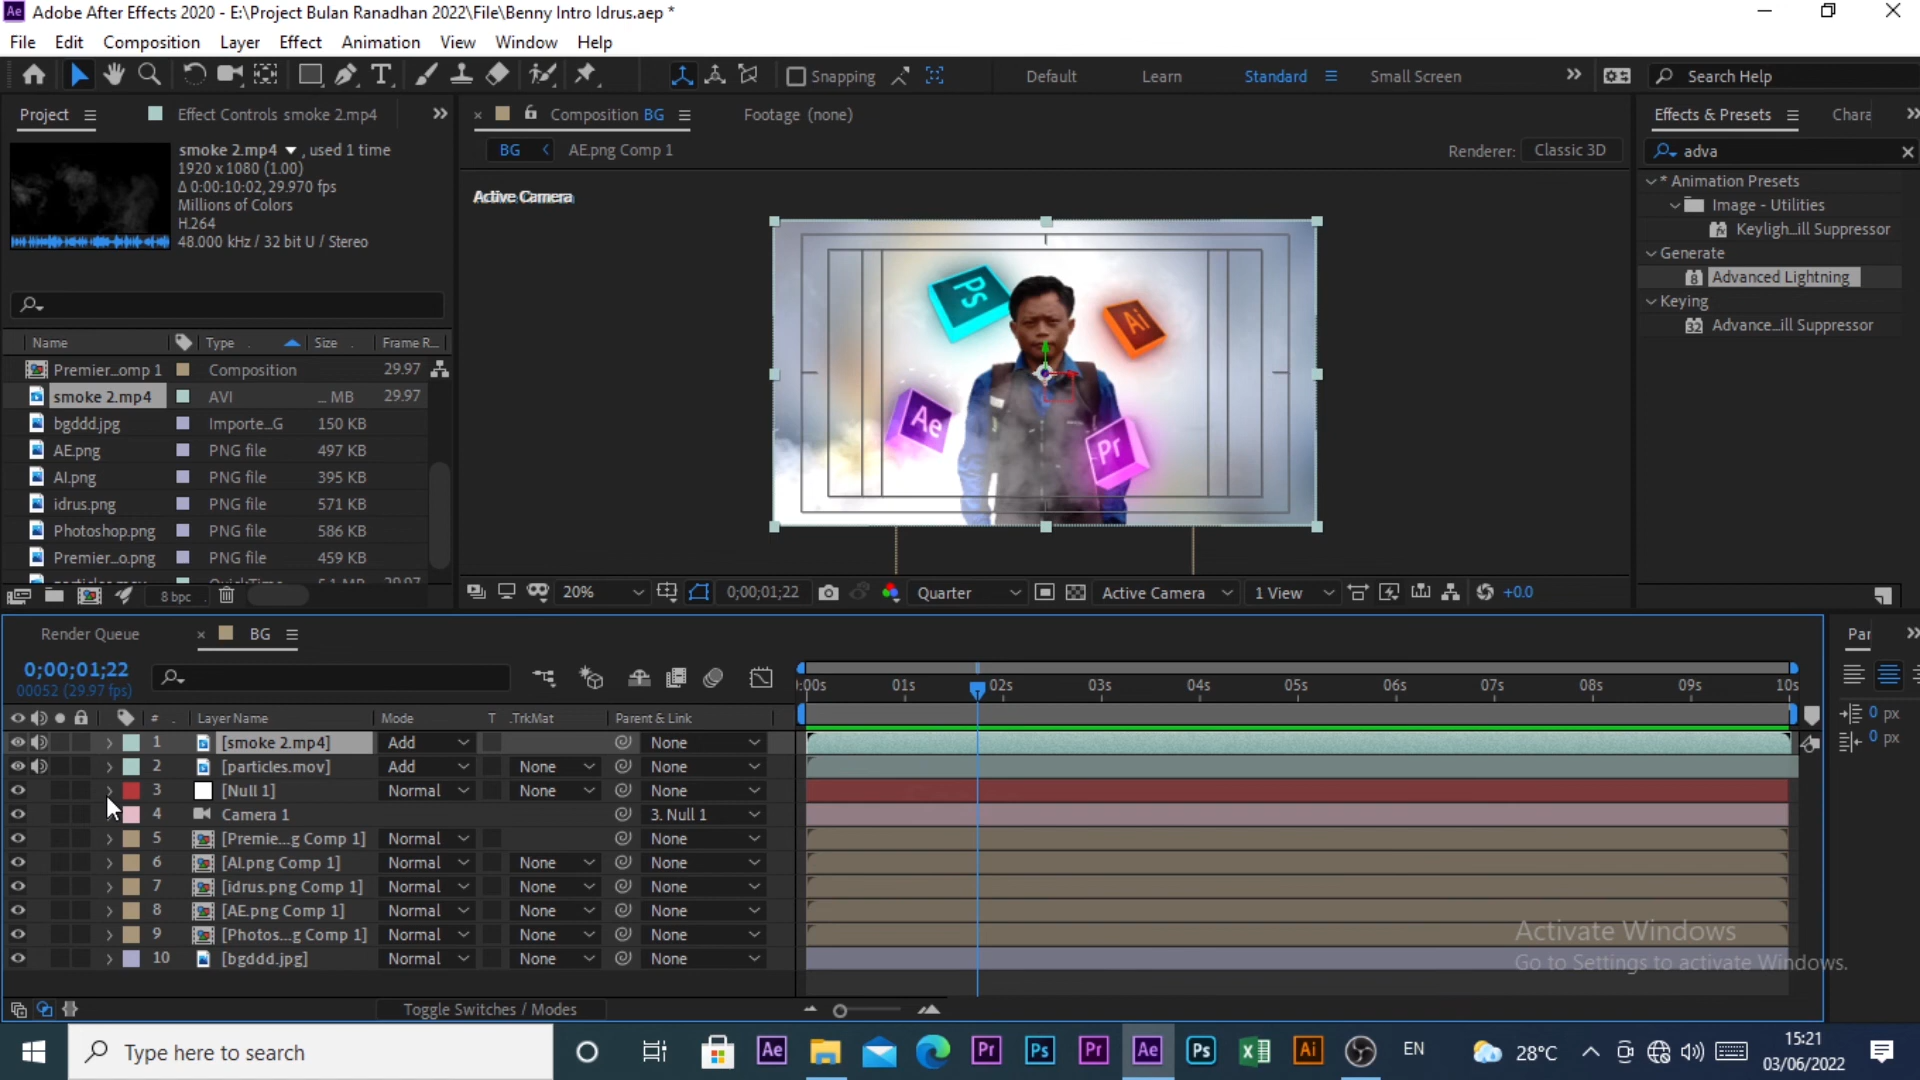 Ae Adobe After Effects 2020 - E:\Project Bulan Ranadhan 2022\File\Benny Intro Idrus.aep *
File Edit Composition Layer Effect Animation View Window Help
Snapping Default Learn Standard Small Screen Search Help
Project Effect Controls smoke 2.mp4 Composition BG Footage (none) Effects & Presets Chara
smoke 2.mp4 , used 1 time
1920 x 1080 (1.00)
Δ 0:00:10:02, 29.970 fps
Millions of Colors
H.264
48.000 kHz / 32 bit U / Stereo
BG AE.png Comp 1 Renderer: Classic 3D
Active Camera
Ps
Ai
Ae
Pr
adva
* Animation Presets
Image - Utilities
Keyligh...ill Suppressor
Generate
Advanced Lightning
Keying
Advance...ill Suppressor
Name Type Size Frame R...
Premier...omp 1 Composition 29.97
smoke 2.mp4 AVI ... MB 29.97
bgddd.jpg Importe...G 150 KB
AE.png PNG file 497 KB
AI.png PNG file 395 KB
idrus.png PNG file 571 KB
Photoshop.png PNG file 586 KB
Premier...o.png PNG file 459 KB
8 bpc
20% 0;00;01;22 Quarter Active Camera 1 View +0.0
Render Queue BG Par
0;00;01;22
00052 (29.97 fps)
:00s 01s 02s 03s 04s 05s 06s 07s 08s 09s 10s
# Layer Name Mode T .TrkMat Parent & Link
1 [smoke 2.mp4] Add None
2 [particles.mov] Add None None
3 [Null 1] Normal None None
4 Camera 1 3. Null 1
5 [Premie...g Comp 1] Normal None
6 [AI.png Comp 1] Normal None None
7 [idrus.png Comp 1] Normal None None
8 [AE.png Comp 1] Normal None None
9 [Photos...g Comp 1] Normal None None
10 [bgddd.jpg] Normal None None
0 px
0 px
Activate Windows
Go to Settings to activate Windows.
Toggle Switches / Modes
Type here to search Ae Pr Ps Pr Ae Ps Ai EN 28°C 15:21
03/06/2022